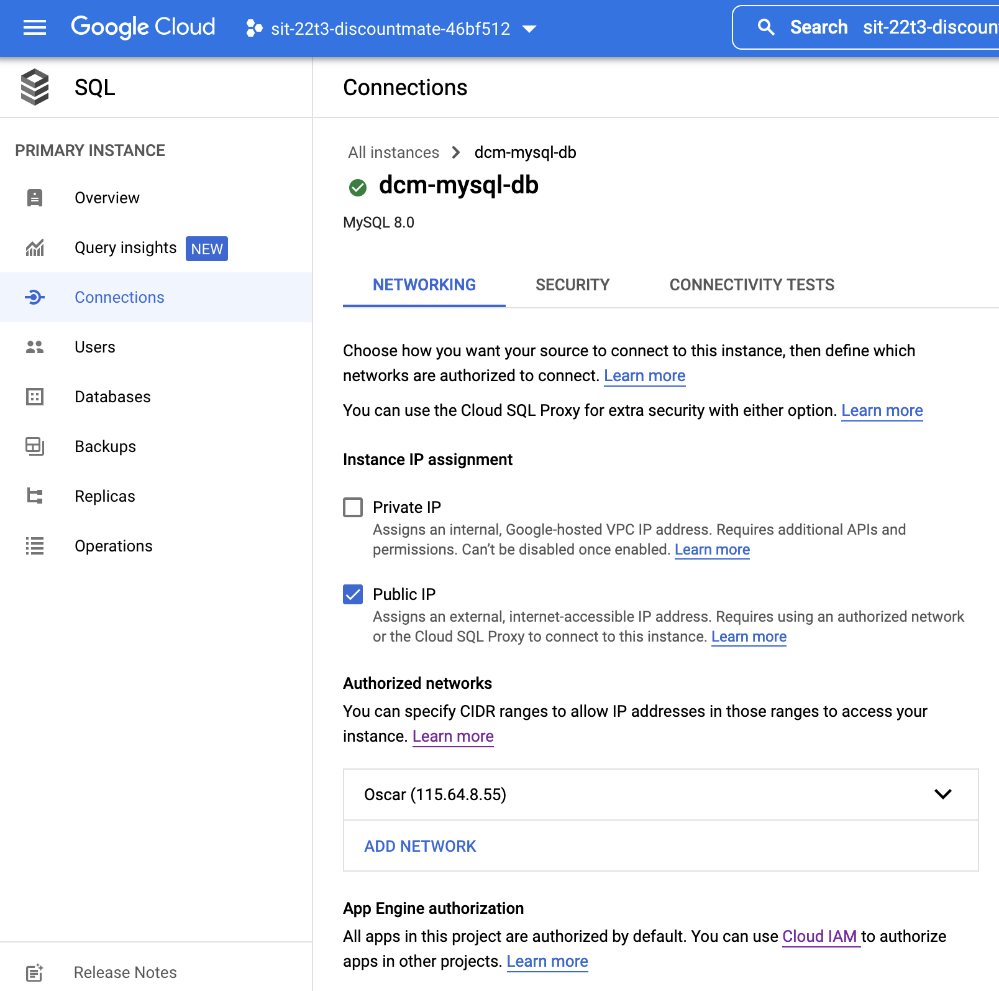 Google Cloud
sit-22t3-discountmate-46bf512
Search sit-22t3-discoun
SQL
Connections
PRIMARY INSTANCE
Overview
Query insights NEW
Connections
Users
Databases
Backups
Replicas
Operations
Release Notes
All instances > dcm-mysql-db
dcm-mysql-db
MySQL 8.0
NETWORKING SECURITY CONNECTIVITY TESTS
Choose how you want your source to connect to this instance, then define which
networks are authorized to connect. Learn more
You can use the Cloud SQL Proxy for extra security with either option. Learn more
Instance IP assignment
Private IP
Assigns an internal, Google-hosted VPC IP address. Requires additional APIs and
permissions. Can’t be disabled once enabled. Learn more
Public IP
Assigns an external, internet-accessible IP address. Requires using an authorized network
or the Cloud SQL Proxy to connect to this instance. Learn more
Authorized networks
You can specify CIDR ranges to allow IP addresses in those ranges to access your
instance. Learn more
Oscar (115.64.8.55)
ADD NETWORK
App Engine authorization
All apps in this project are authorized by default. You can use Cloud IAM to authorize
apps in other projects. Learn more